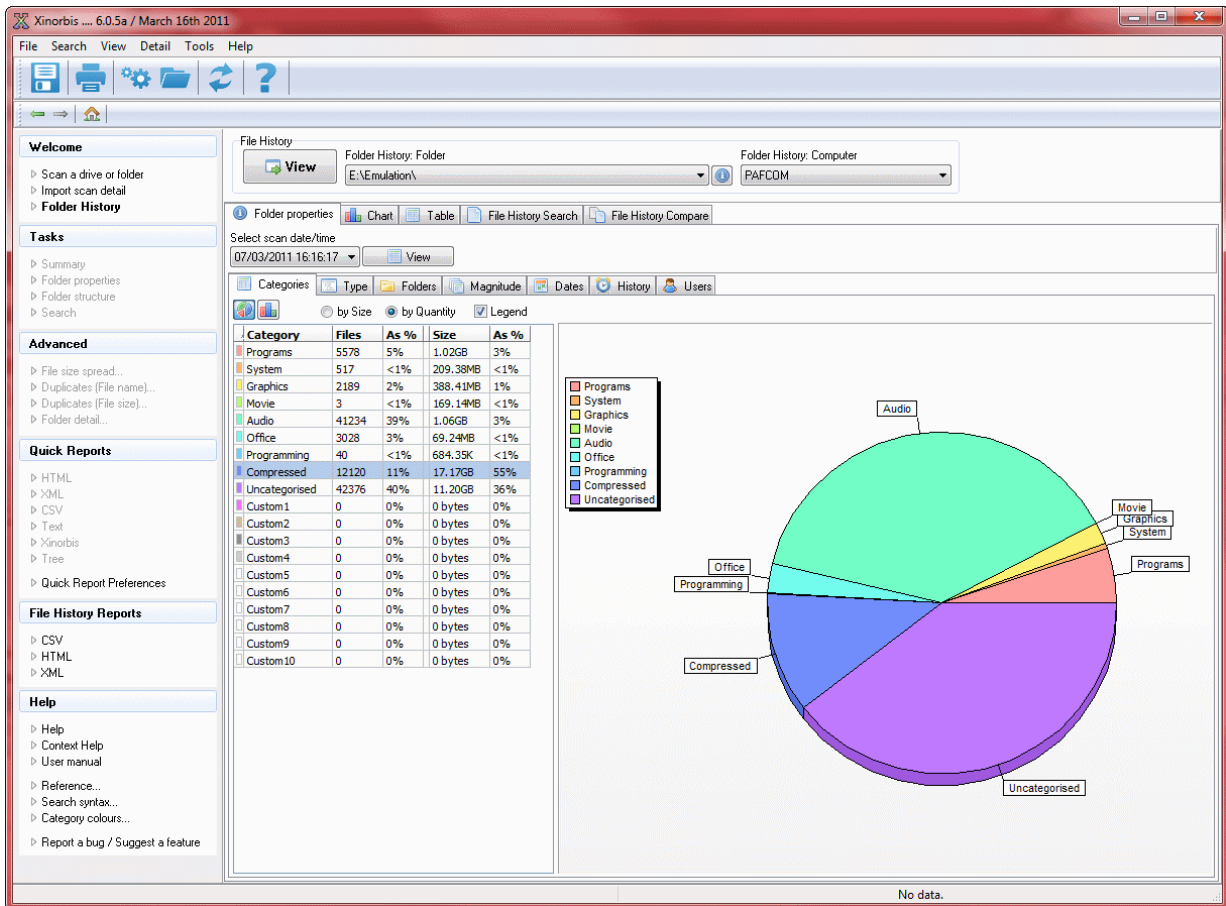 Xinorbis .... 6.0.5a / March 16th 2011
File Search View Detail Tools Help
Welcome
Scan a drive or folder
Import scan detail
Folder History
Tasks
Summary
Folder properties
Folder structure
Search
Advanced
File size spread...
Duplicates (File name)...
Duplicates (File size)...
Folder detail...
Quick Reports
HTML
XML
CSV
Text
Xinorbis
Tree
Quick Report Preferences
File History Reports
CSV
HTML
XML
Help
Help
Context Help
User manual
Reference...
Search syntax...
Category colours...
Report a bug / Suggest a feature
File History
View
Folder History: Folder
E:\Emulation\
Folder History: Computer
PAFCOM
Folder properties Chart Table File History Search File History Compare
Select scan date/time
07/03/2011 16:16:17 View
Categories Type Folders Magnitude Dates History Users
by Size by Quantity Legend
Category Files As % Size As %
Programs 5578 5% 1.02GB 3%
System 517 <1% 209.38MB <1%
Graphics 2189 2% 388.41MB 1%
Movie 3 <1% 169.14MB <1%
Audio 41234 39% 1.06GB 3%
Office 3028 3% 69.24MB <1%
Programming 40 <1% 684.35K <1%
Compressed 12120 11% 17.17GB 55%
Uncategorised 42376 40% 11.20GB 36%
Custom1 0 0% 0 bytes 0%
Custom2 0 0% 0 bytes 0%
Custom3 0 0% 0 bytes 0%
Custom4 0 0% 0 bytes 0%
Custom5 0 0% 0 bytes 0%
Custom6 0 0% 0 bytes 0%
Custom7 0 0% 0 bytes 0%
Custom8 0 0% 0 bytes 0%
Custom9 0 0% 0 bytes 0%
Custom10 0 0% 0 bytes 0%
Programs
System
Graphics
Movie
Audio
Office
Programming
Compressed
Uncategorised
Audio
Movie
Graphics
System
Programs
Office
Programming
Compressed
Uncategorised
No data.